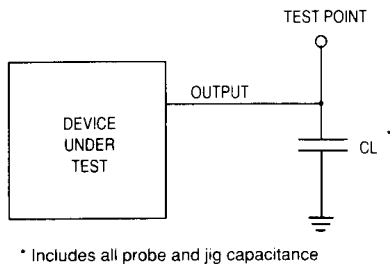 TEST POINT
OUTPUT
DEVICE
UNDER
TEST
CL*
* Includes all probe and jig capacitance